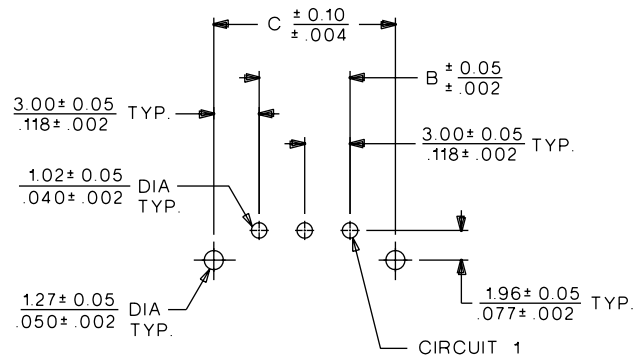 C ± 0.10
± .004
B ± 0.05
± .002
3.00 ± 0.05 TYP.
.118 ± .002
3.00 ± 0.05 TYP.
.118 ± .002
1.02 ± 0.05 DIA
.040 ± .002 TYP.
1.27 ± 0.05 DIA
.050 ± .002 TYP.
1.96 ± 0.05 TYP.
.077 ± .002
CIRCUIT 1